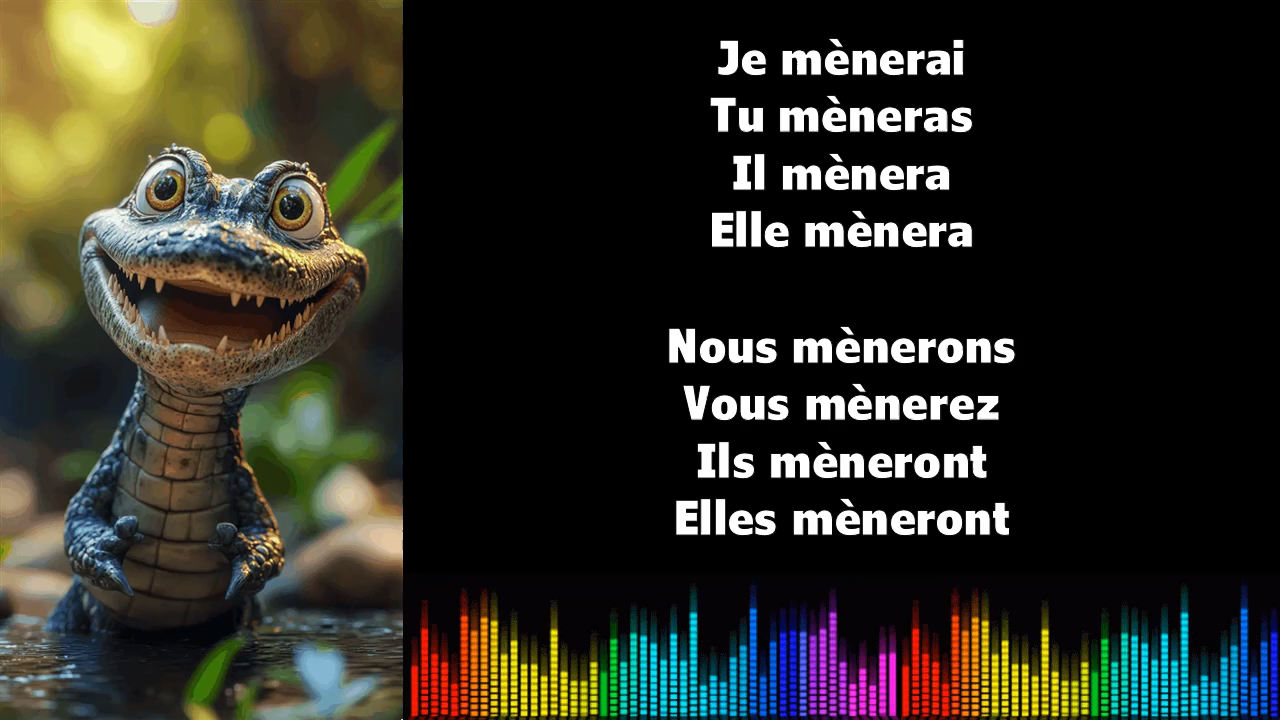 Je mènerai
Tu mèneras
Il mènera
Elle mènera
Nous mènerons
Vous mènerez
Ils mèneront
Elles mèneront